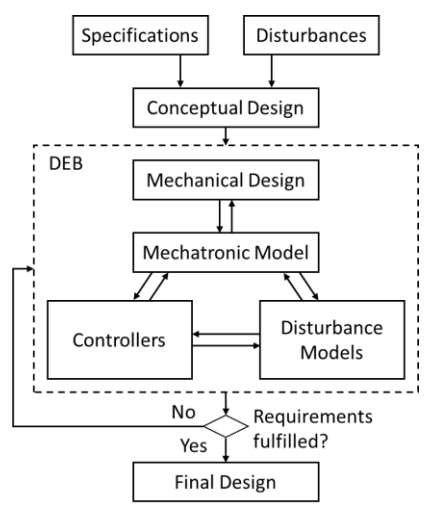 Specifications
Disturbances
Conceptual Design
DEB
Mechanical Design
Mechatronic Model
Controllers
Disturbance
Models
No
Requirements
fulfilled?
Yes
Final Design